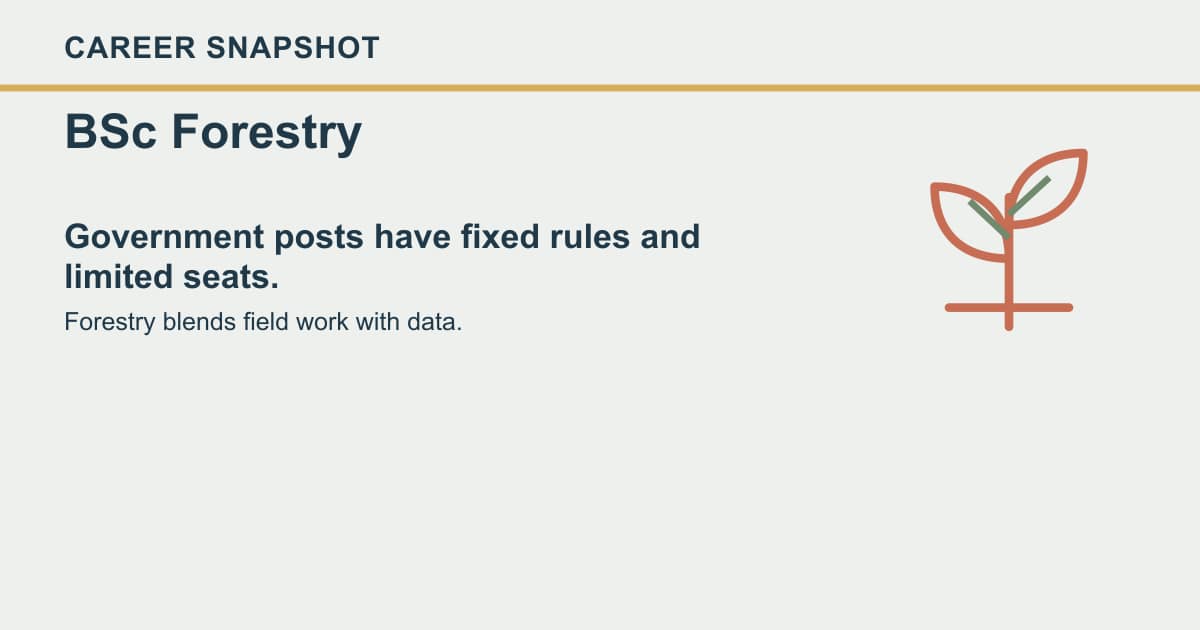 CAREER SNAPSHOT
BSc Forestry
Government posts have fixed rules and
limited seats.
Forestry blends field work with data.